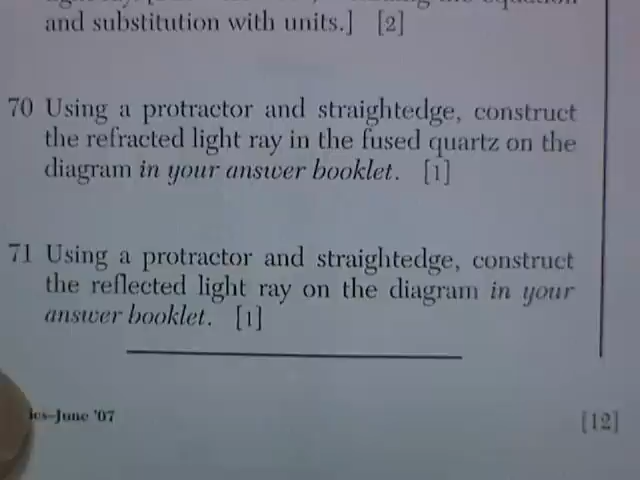 and substitution with units.] [2]
70 Using a protractor and straightedge, construct
the refracted light ray in the fused quartz on the
diagram in your answer booklet. [1]
71 Using a protractor and straightedge, construct
the reflected light ray on the diagram in your
answer booklet. [1]
ics–June '07
[12]